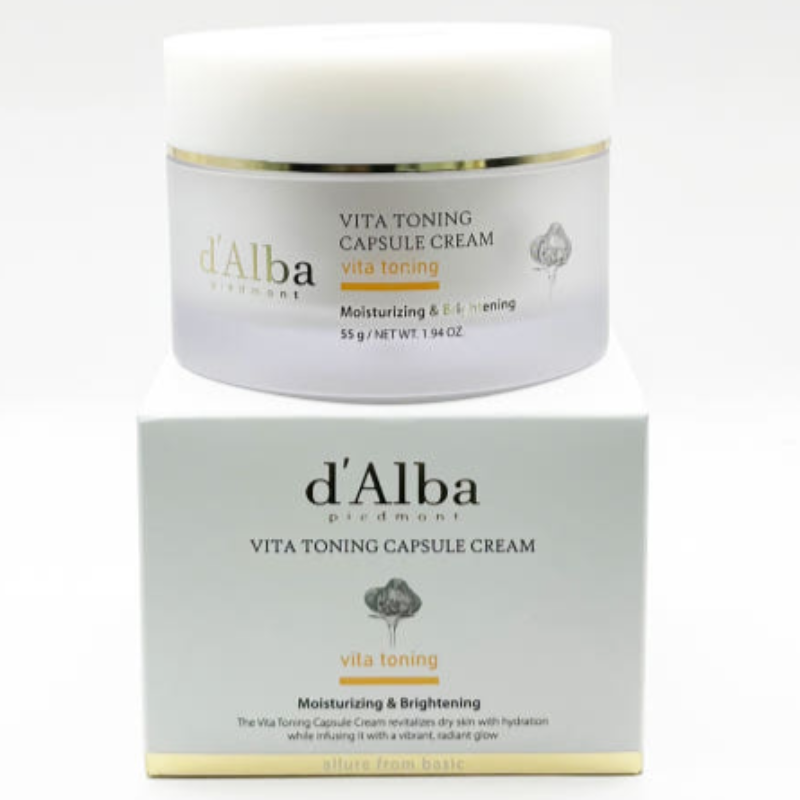 d'Alba
piedmont
VITA TONING
CAPSULE CREAM
vita toning
Moisturizing & Brightening
55 g / NET WT. 1.94 OZ.
d'Alba
piedmont
VITA TONING CAPSULE CREAM
vita toning
Moisturizing & Brightening
The Vita Toning Capsule Cream revitalizes dry skin with hydration
while infusing it with a vibrant, radiant glow
allure from basic